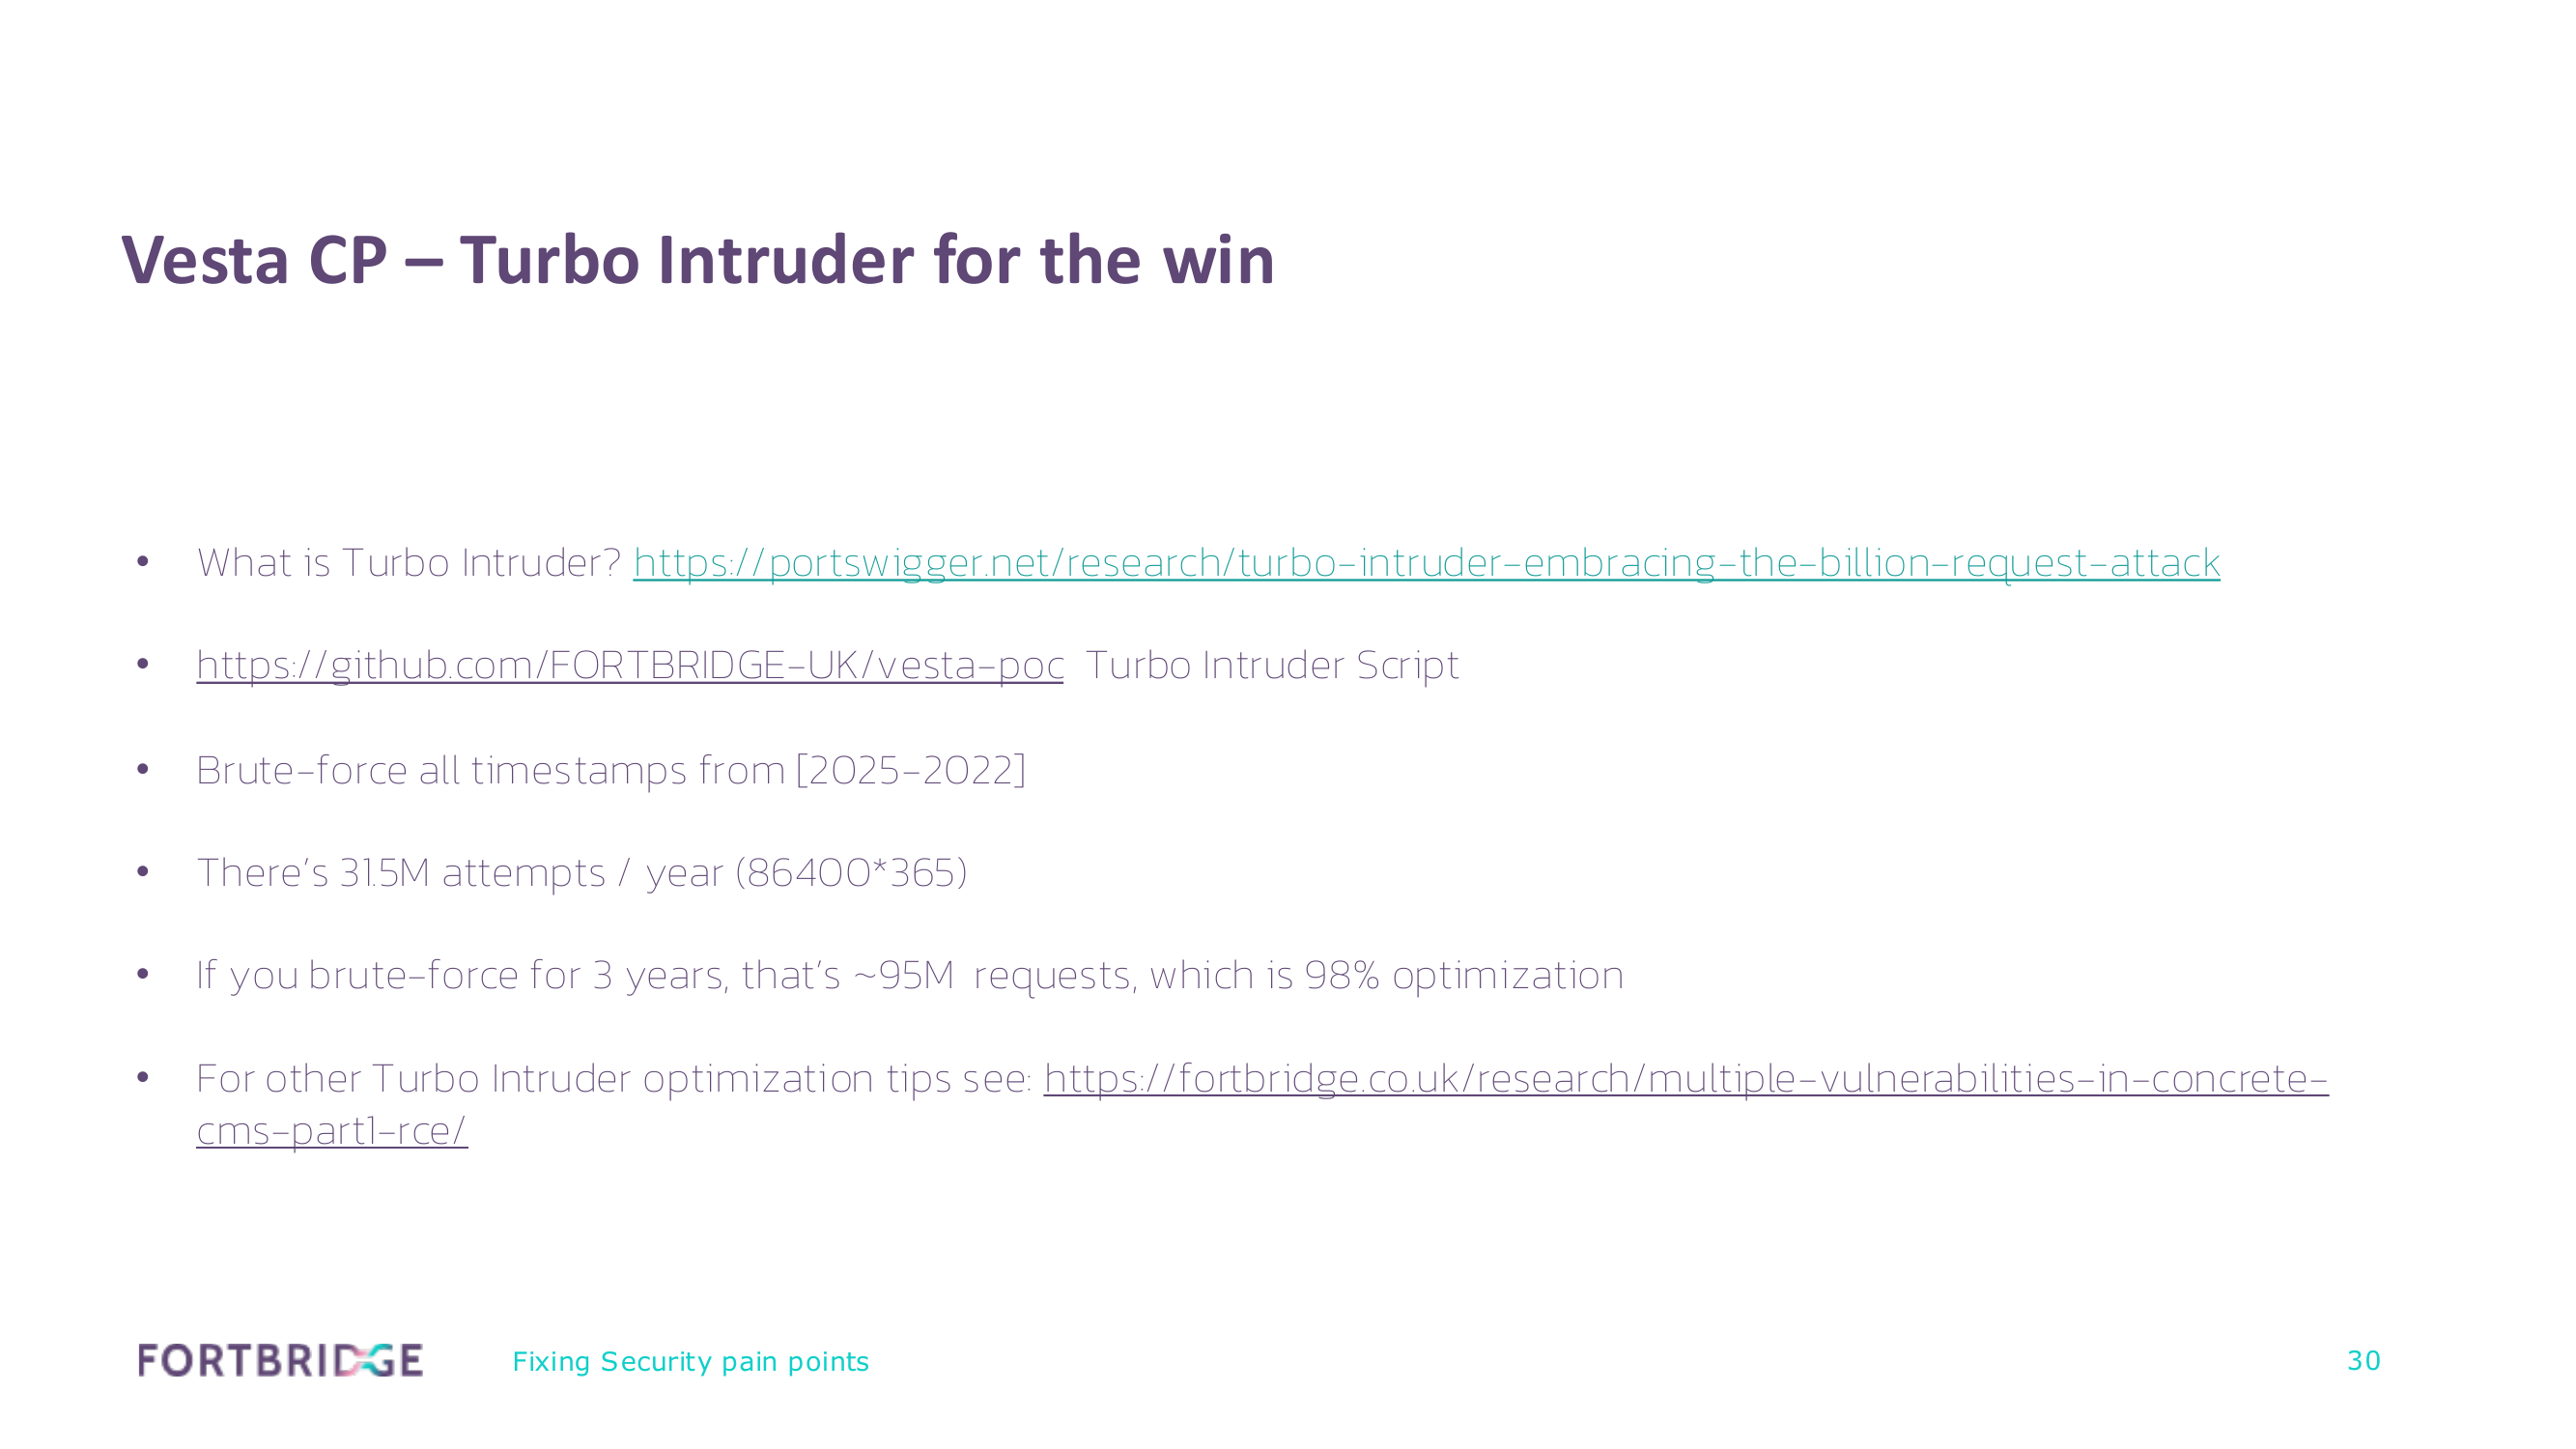 Vesta CP – Turbo Intruder for the win
• What is Turbo Intruder? https://portswigger.net/research/turbo-intruder-embracing-the-billion-request-attack
• https://github.com/FORTBRIDGE-UK/vesta-poc  Turbo Intruder Script
• Brute-force all timestamps from [2025-2022]
• There’s 31.5M attempts / year (86400*365)
• If you brute-force for 3 years, that’s ~95M  requests, which is 98% optimization
• For other Turbo Intruder optimization tips see: https://fortbridge.co.uk/research/multiple-vulnerabilities-in-concrete-
cms-part1-rce/
FORTBRIDGE
Fixing Security pain points
30